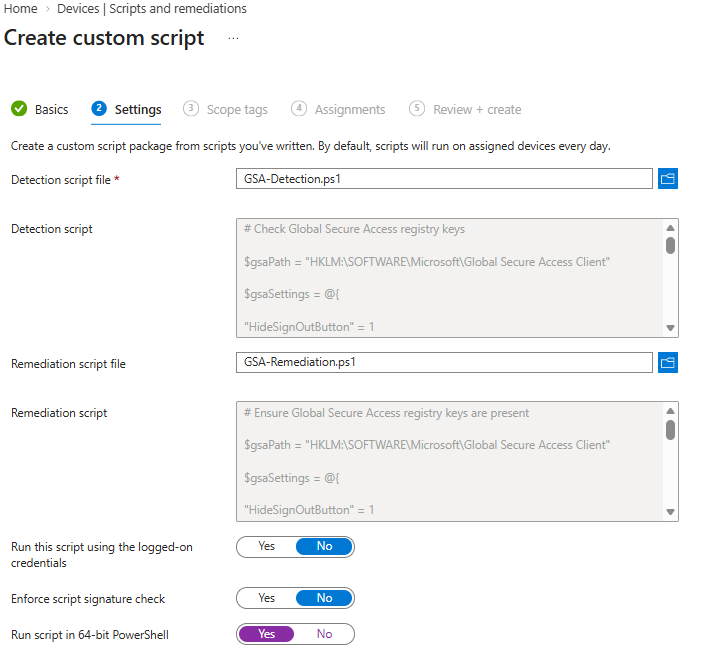 Home > Devices | Scripts and remediations
Create custom script ...
Basics 2 Settings 3 Scope tags 4 Assignments 5 Review + create
Create a custom script package from scripts you've written. By default, scripts will run on assigned devices every day.
Detection script file * GSA-Detection.ps1
Detection script # Check Global Secure Access registry keys
$gsaPath = "HKLM:\SOFTWARE\Microsoft\Global Secure Access Client"
$gsaSettings = @{
"HideSignOutButton" = 1
Remediation script file GSA-Remediation.ps1
Remediation script # Ensure Global Secure Access registry keys are present
$gsaPath = "HKLM:\SOFTWARE\Microsoft\Global Secure Access Client"
$gsaSettings = @{
"HideSignOutButton" = 1
Run this script using the logged-on Yes No
credentials
Enforce script signature check Yes No
Run script in 64-bit PowerShell Yes No